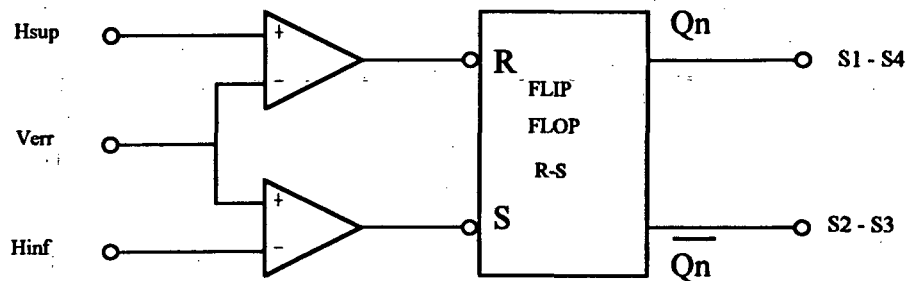 Hsup
+
-
Verr
+
-
Hinf
R
FLIP
FLOP
R-S
S
Qn
S1 - S4
S2 - S3
Qn